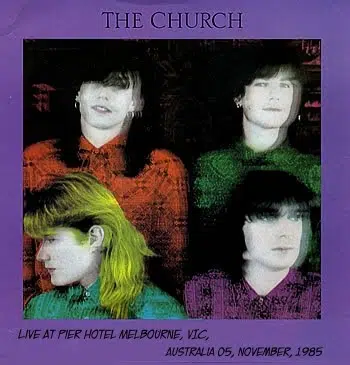 THE CHURCH
LIVE AT PIER HOTEL MELBOURNE, VIC,
AUSTRALIA 05, NOVEMBER, 1985